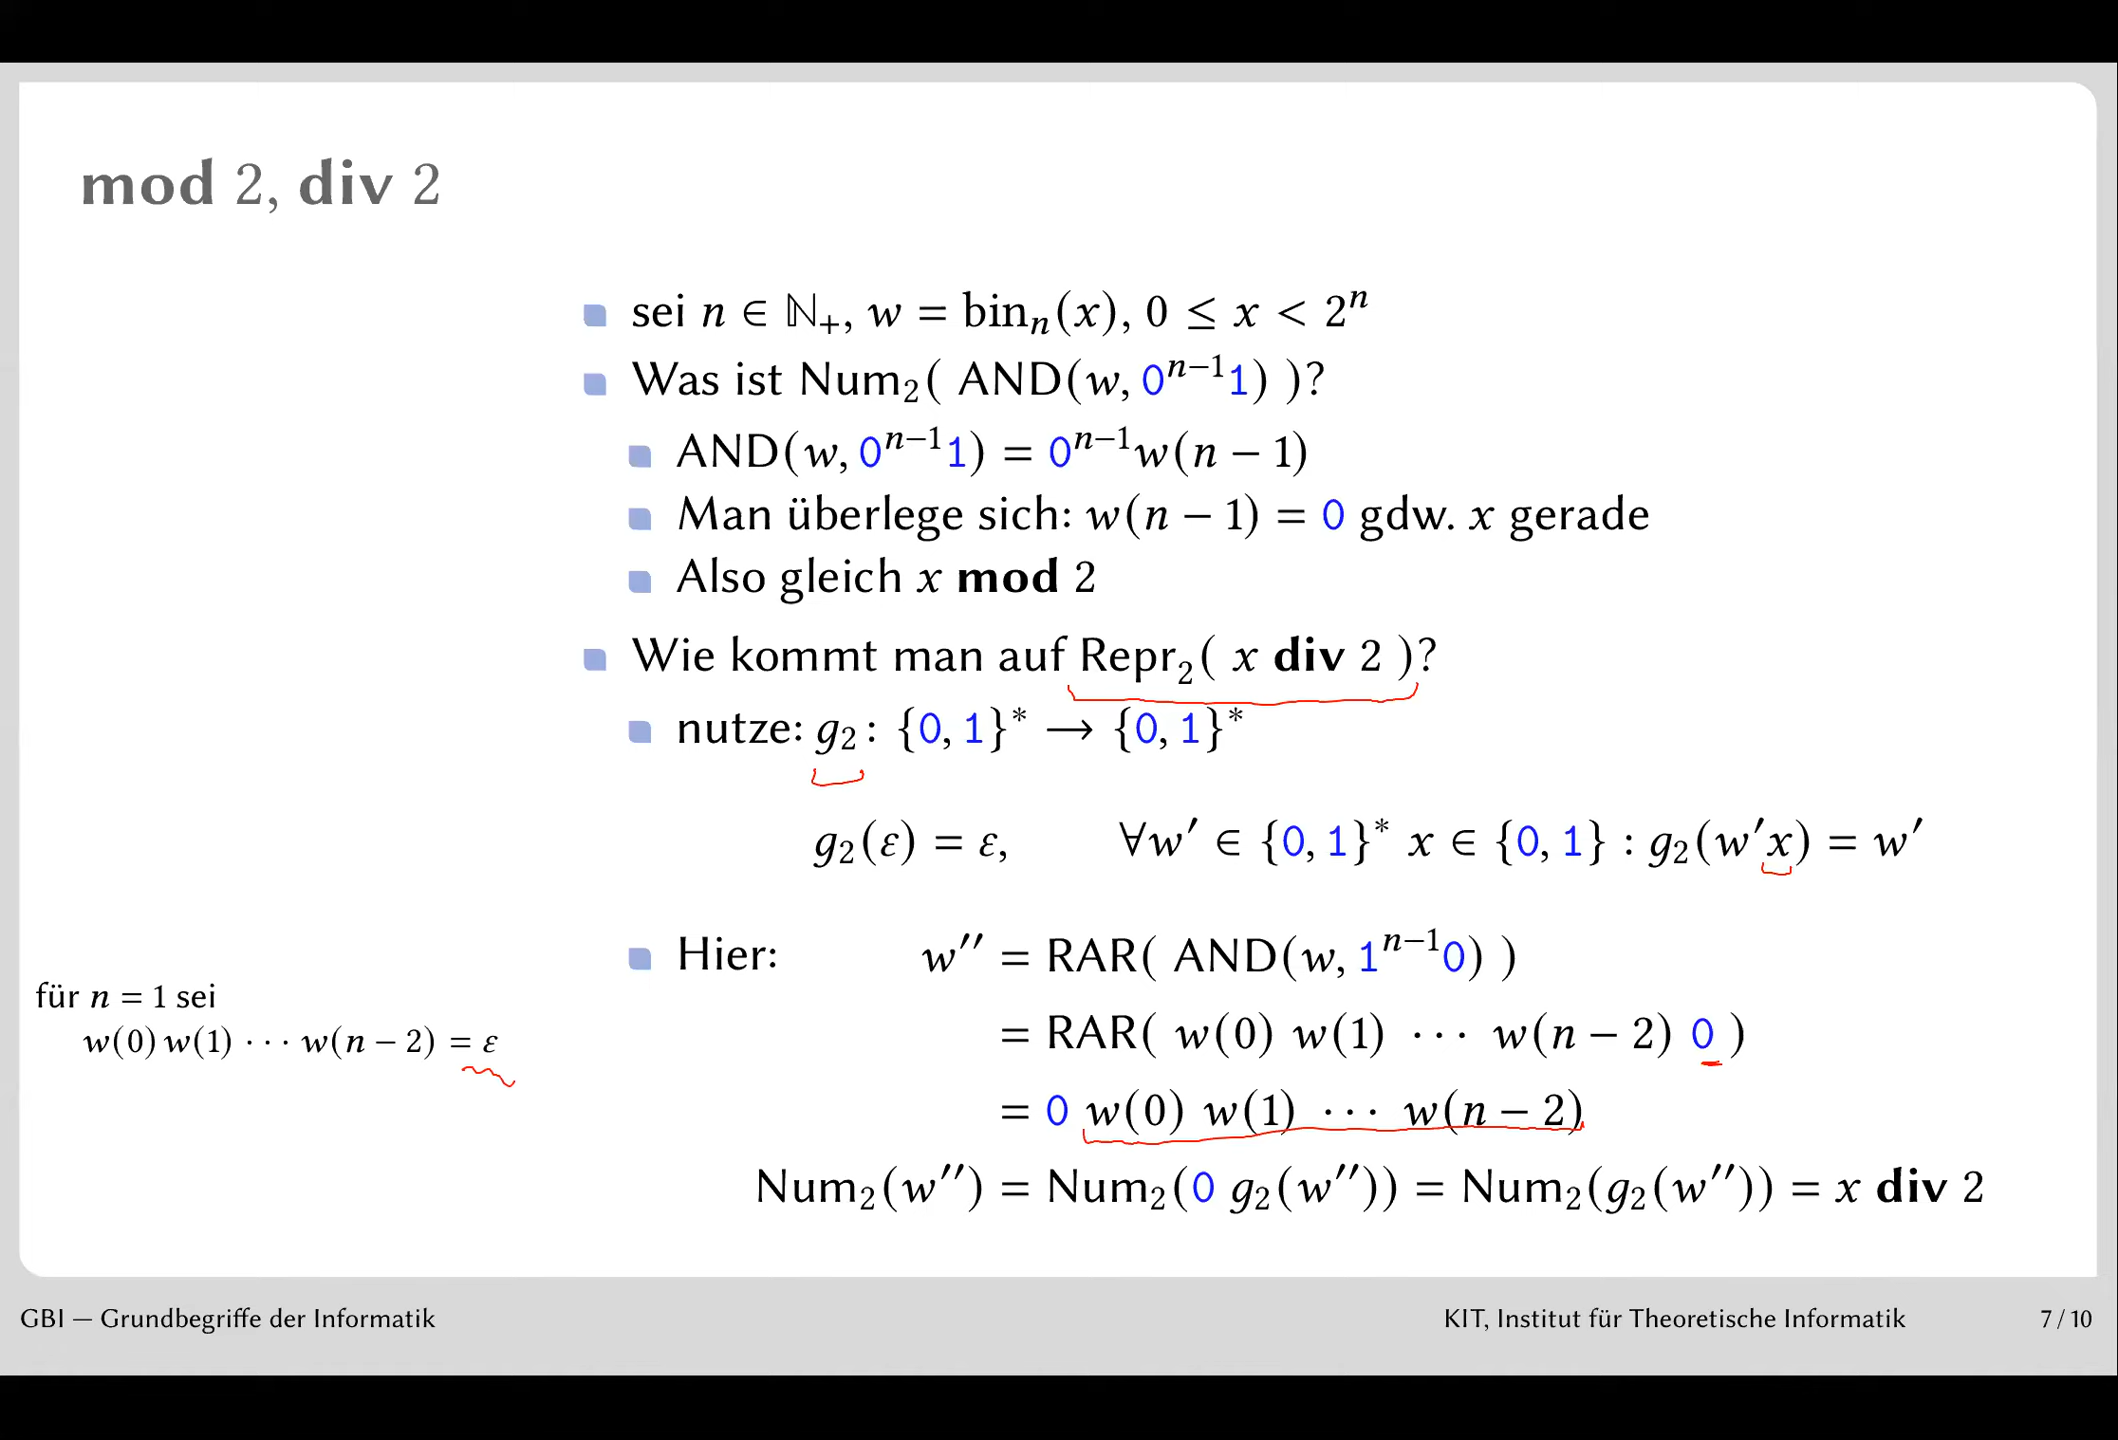 mod 2, div 2
sei n ∈ ℕ₊, w = binₙ(x), 0 ≤ x < 2ⁿ
Was ist Num₂( AND(w, 0ⁿ⁻¹1) )?
AND(w, 0ⁿ⁻¹1) = 0ⁿ⁻¹w(n − 1)
Man überlege sich: w(n − 1) = 0 gdw. x gerade
Also gleich x mod 2
Wie kommt man auf Repr₂( x div 2 )?
nutze: g₂ : {0, 1}* → {0, 1}*
g₂(ε) = ε, ∀w′ ∈ {0, 1}* x ∈ {0, 1} : g₂(w′x) = w′
Hier: w′′ = RAR( AND(w, 1ⁿ⁻¹0) )
= RAR( w(0) w(1) ··· w(n − 2) 0 )
= 0 w(0) w(1) ··· w(n − 2)
Num₂(w′′) = Num₂(0 g₂(w′′)) = Num₂(g₂(w′′)) = x div 2
für n = 1 sei
w(0) w(1) ··· w(n − 2) = ε
GBI — Grundbegriffe der Informatik
KIT, Institut für Theoretische Informatik
7 / 10